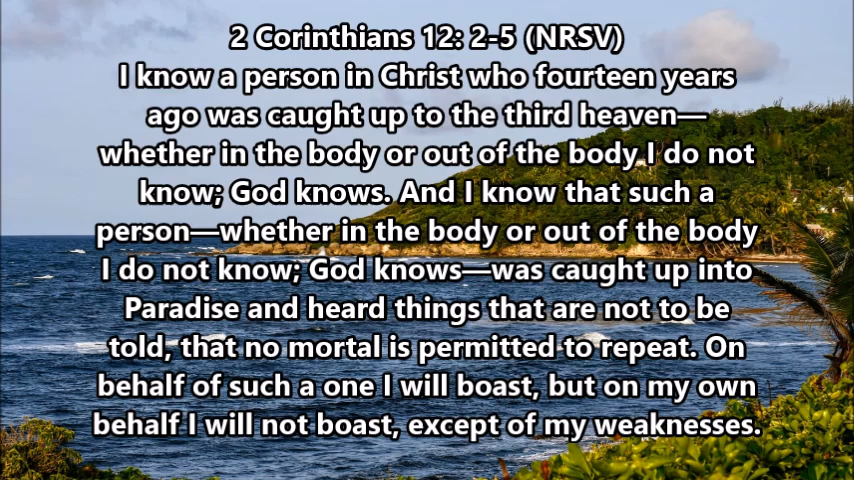 2 Corinthians 12: 2-5 (NRSV)
I know a person in Christ who fourteen years
ago was caught up to the third heaven—
whether in the body or out of the body I do not
know; God knows. And I know that such a
person—whether in the body or out of the body
I do not know; God knows—was caught up into
Paradise and heard things that are not to be
told, that no mortal is permitted to repeat. On
behalf of such a one I will boast, but on my own
behalf I will not boast, except of my weaknesses.